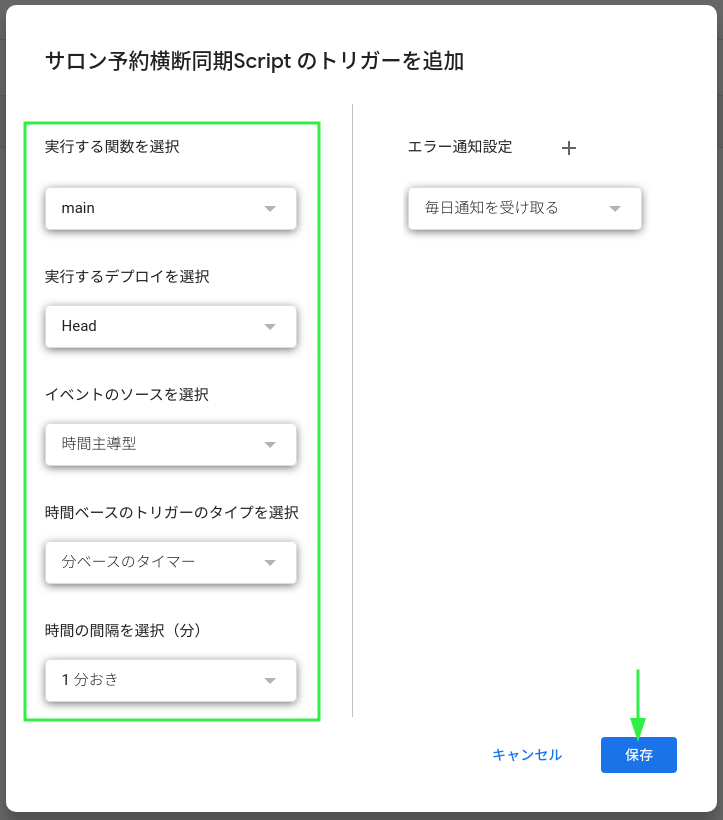 サロン予約横断同期Script のトリガーを追加
実行する関数を選択
main
実行するデプロイを選択
Head
イベントのソースを選択
時間主導型
時間ベースのトリガーのタイプを選択
分ベースのタイマー
時間の間隔を選択（分）
1 分おき
エラー通知設定
毎日通知を受け取る
キャンセル
保存